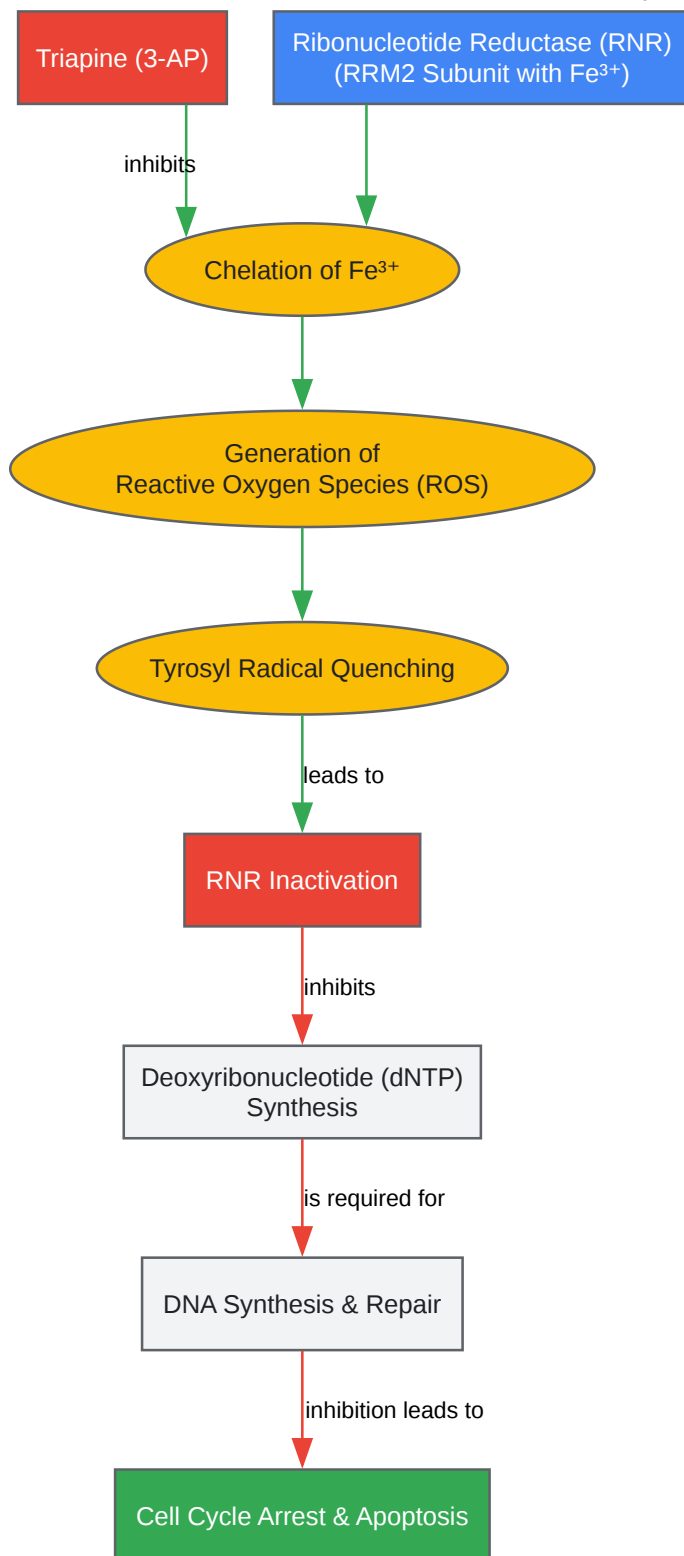 Triapine (3-AP)
Ribonucleotide Reductase (RNR)
(RRM2 Subunit with Fe³⁺)
inhibits
Chelation of Fe³⁺
Generation of
Reactive Oxygen Species (ROS)
Tyrosyl Radical Quenching
leads to
RNR Inactivation
inhibits
Deoxyribonucleotide (dNTP)
Synthesis
is required for
DNA Synthesis & Repair
inhibition leads to
Cell Cycle Arrest & Apoptosis